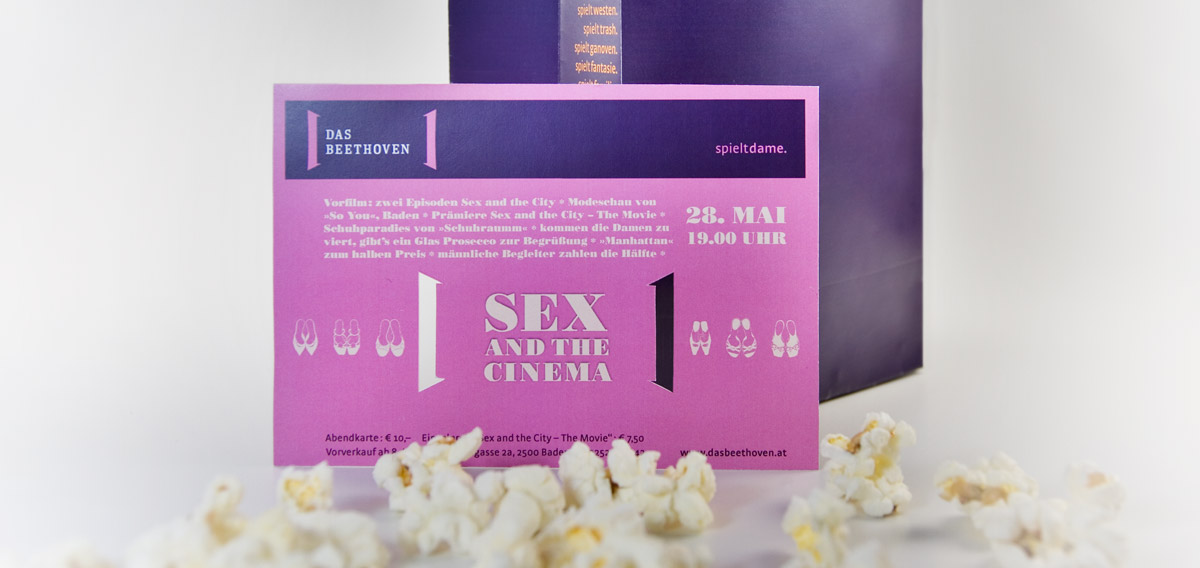 spielt westen.
spielt trash.
spielt ganoven.
spielt fantasie.
DAS
BEETHOVEN
spieltdame.
Vorfilm: zwei Episoden Sex and the City * Modeschau von
»So You«, Baden * Prämiere Sex and the City – The Movie *
Schuhparadies von »Schuhraumm« * kommen die Damen zu
viert, gibt's ein Glas Prosecco zur Begrüßung * »Manhattan«
zum halben Preis * männliche Begleiter zahlen die Hälfte *
28. MAI
19.00 UHR
SEX
AND THE
CINEMA
Abendkarte: € 10,– Sex and the City – The Movie": € 7,50
Vorverkauf ab gasse 2a, 2500 Baden
www.dasbeethoven.at